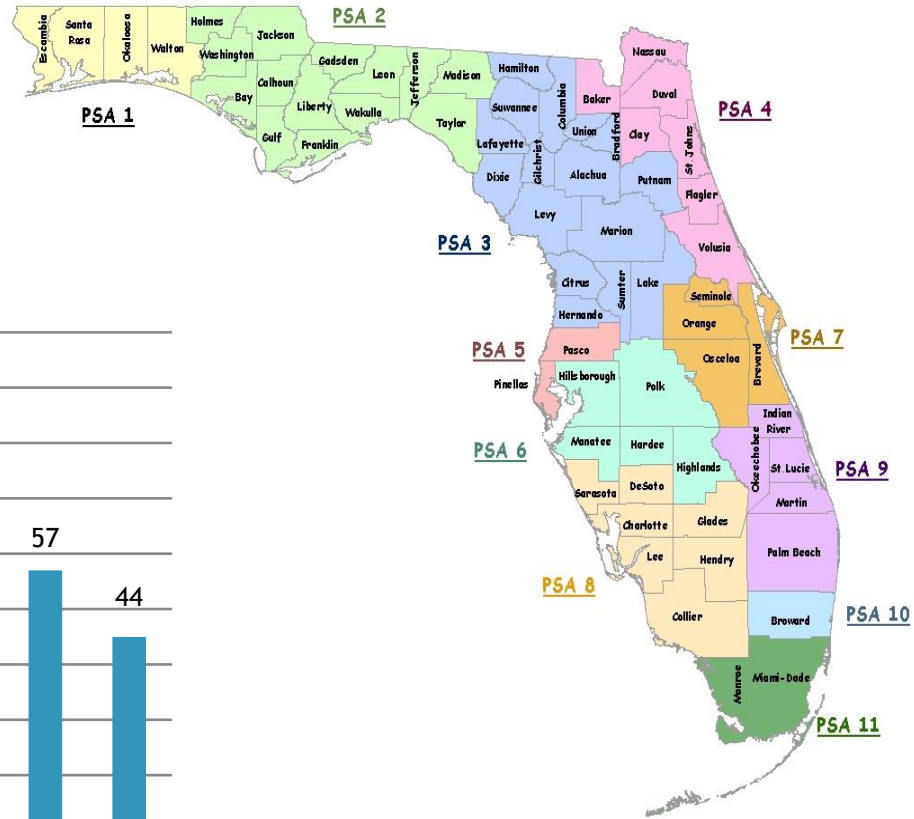 PSA 2
Escambia
Santa
Rosa
Okaloosa
Walton
Holmes
Jackson
Washington
Calhoun
Bay
Gulf
Gadsden
Liberty
Franklin
Leon
Wakulla
Jefferson
Madison
Taylor
PSA 1
Hamilton
Suwannee
Lafayette
Dixie
Columbia
Gilchrist
Union
Bradford
Alachua
Putnam
Levy
Marion
Citrus
Sumter
Lake
Hernando
PSA 3
Nassau
Baker
Duval
Clay
St. Johns
Flagler
Volusia
PSA 4
PSA 5
Pasco
Pinellas
Seminole
Orange
Osceloa
Brevard
PSA 7
Hillsborough
Polk
Manatee
Hardee
Highlands
PSA 6
Indian
River
Okeechobee
St. Lucie
Martin
Palm Beach
PSA 9
Sarasota
DeSoto
Charlotte
Glades
Lee
Hendry
Collier
PSA 8
Broward
PSA 10
Monroe
Miami-Dade
PSA 11
57
44